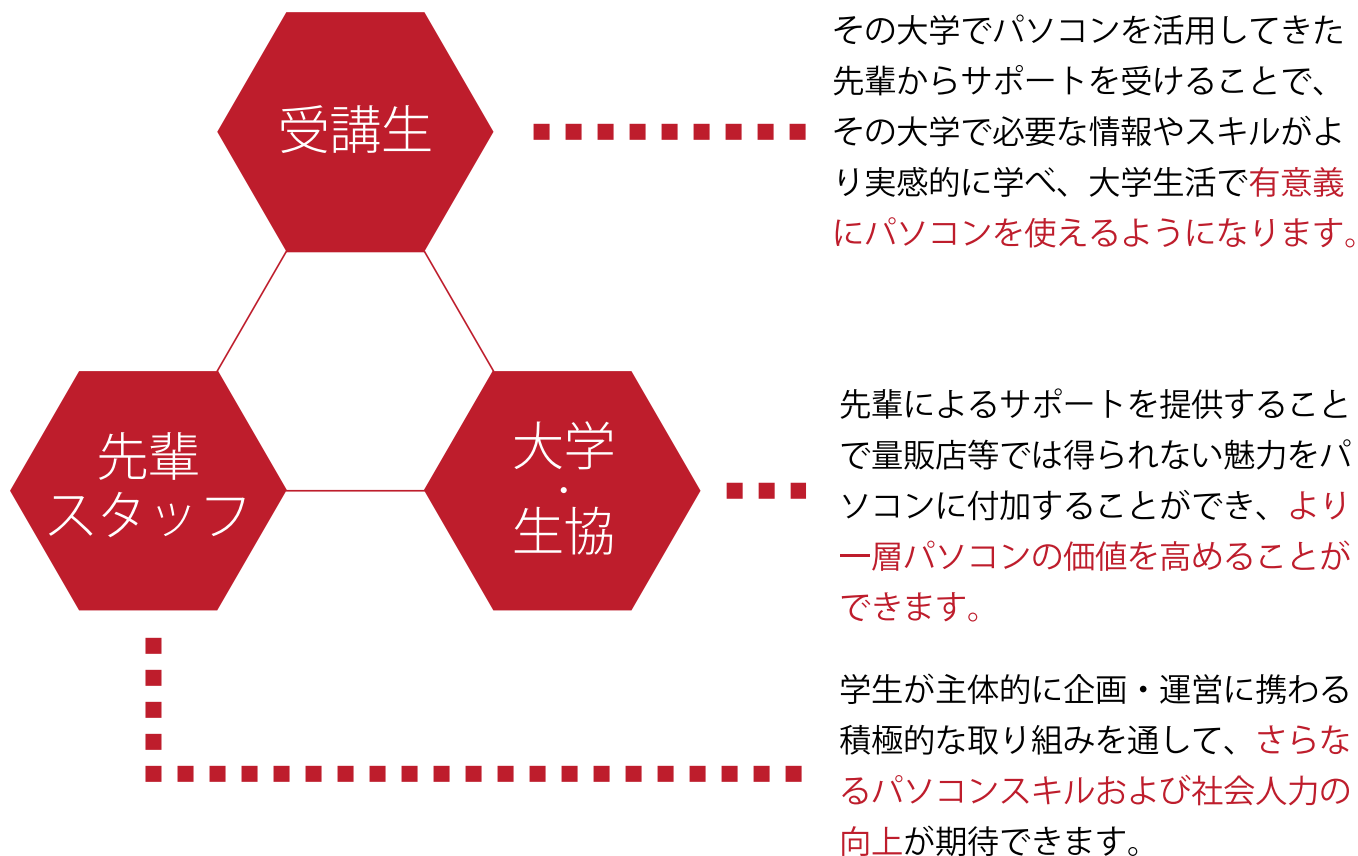 受講生
その大学でパソコンを活用してきた
先輩からサポートを受けることで、
その大学で必要な情報やスキルがよ
り実感的に学べ、大学生活で有意義
にパソコンを使えるようになります。
先輩
スタッフ
大学
・
生協
先輩によるサポートを提供すること
で量販店等では得られない魅力をパ
ソコンに付加することができ、より
一層パソコンの価値を高めることが
できます。
学生が主体的に企画・運営に携わる
積極的な取り組みを通して、さらな
るパソコンスキルおよび社会人力の
向上が期待できます。